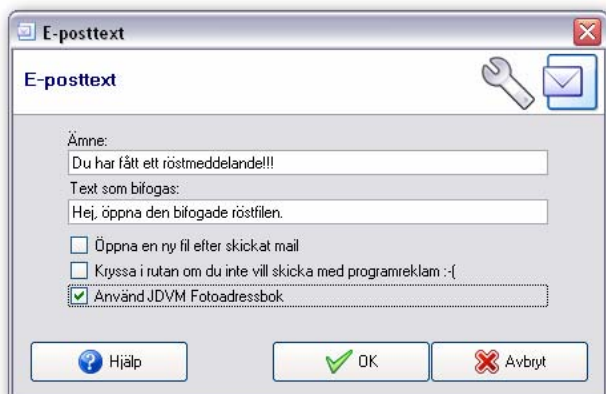 E-posttext
E-posttext
Ämne:
Du har fått ett röstmeddelande!!!
Text som bifogas:
Hej, öppna den bifogade röstfilen.
Öppna en ny fil efter skickat mail
Kryssa i rutan om du inte vill skicka med programreklam :-(
Använd JDVM Fotoadressbok
Hjälp OK Avbryt